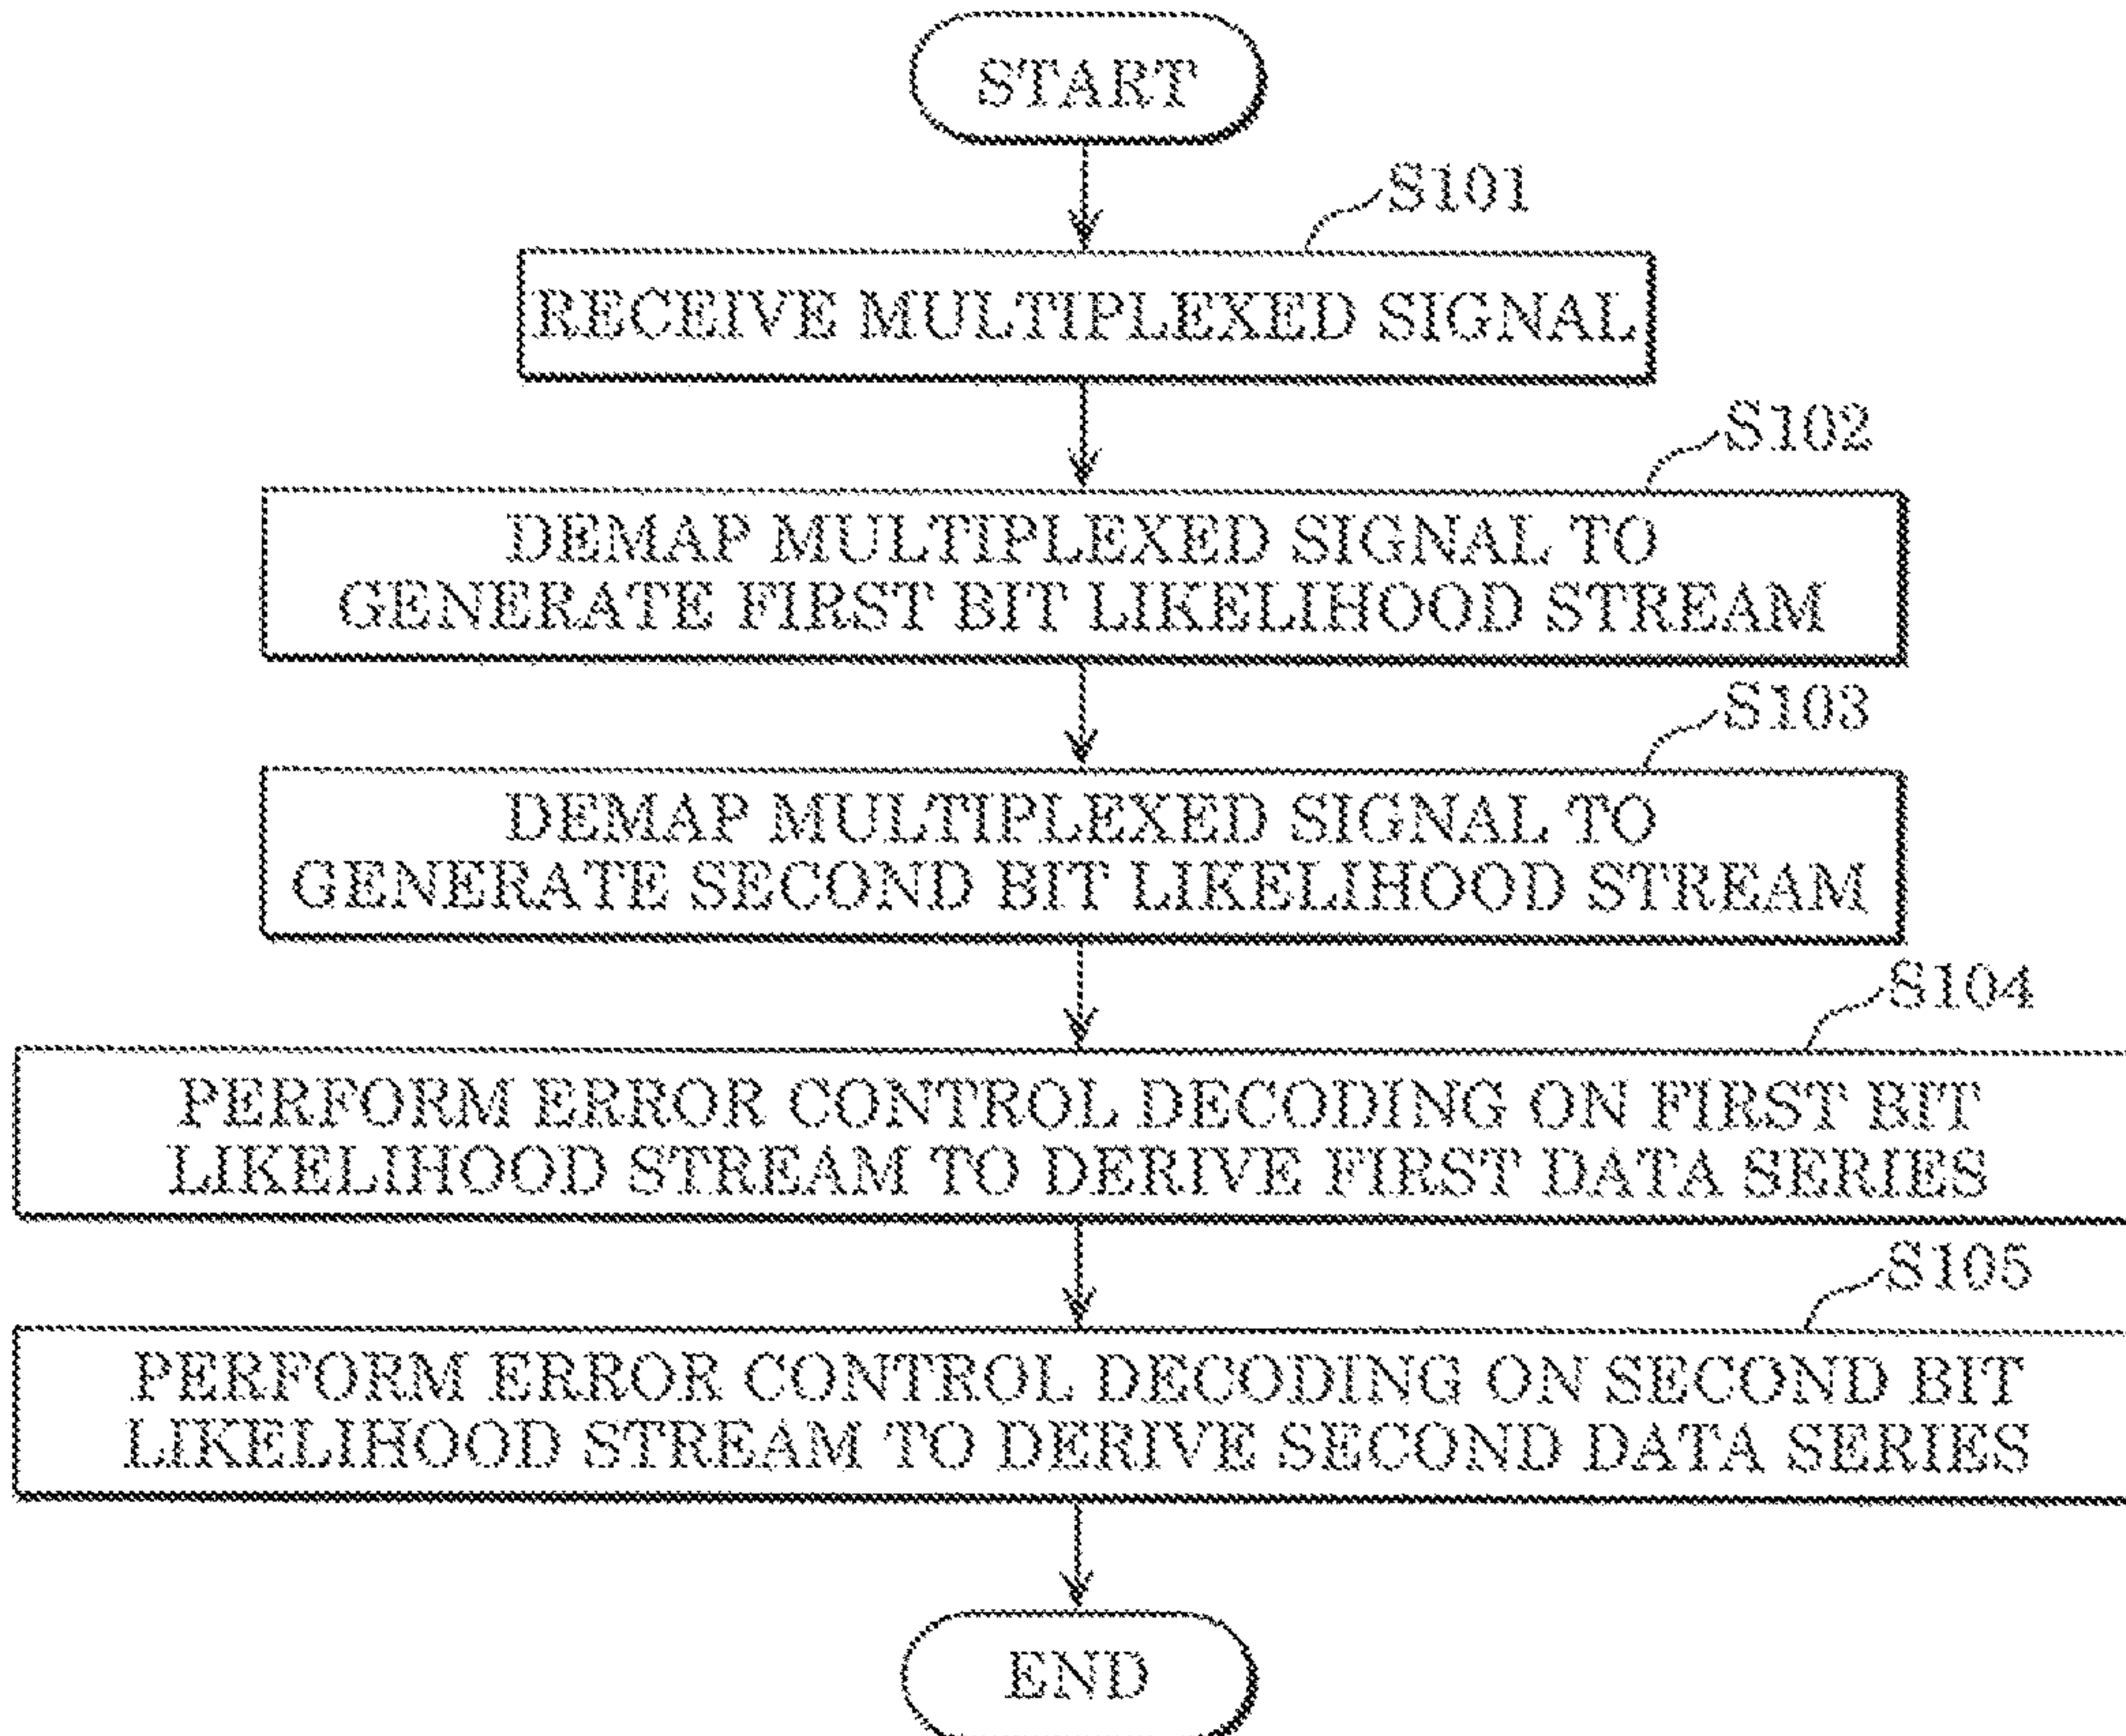 START
S101
RECEIVE MULTIPLEXED SIGNAL
S102
DEMAP MULTIPLEXED SIGNAL TO
GENERATE FIRST BIT LIKELIHOOD STREAM
S103
DEMAP MULTIPLEXED SIGNAL TO
GENERATE SECOND BIT LIKELIHOOD STREAM
S104
PERFORM ERROR CONTROL DECODING ON FIRST BIT
LIKELIHOOD STREAM TO DERIVE FIRST DATA SERIES
S105
PERFORM ERROR CONTROL DECODING ON SECOND BIT
LIKELIHOOD STREAM TO DERIVE SECOND DATA SERIES
END